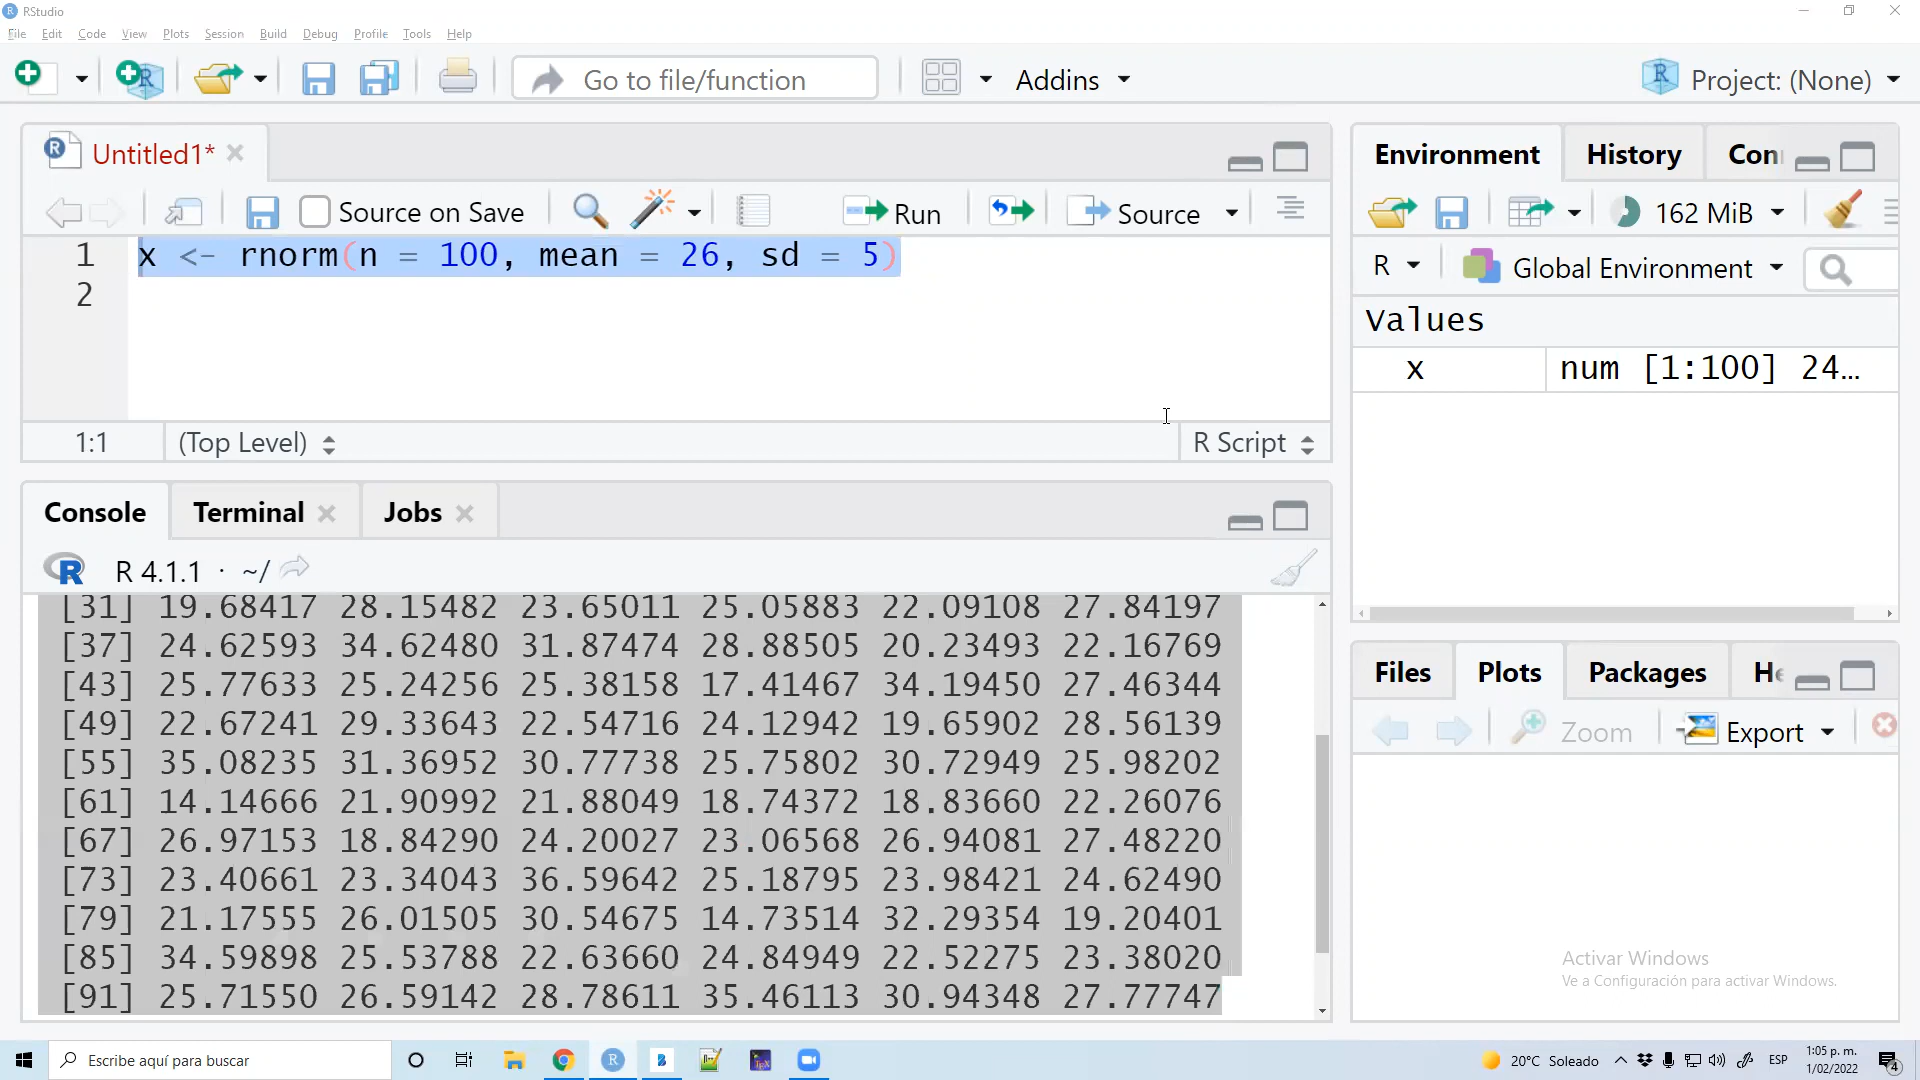 RStudio
File Edit Code View Plots Session Build Debug Profile Tools Help
Go to file/function Addins Project: (None)
Untitled1*
Source on Save Run Source
1 x <- rnorm(n = 100, mean = 26, sd = 5)
2
1:1 (Top Level) R Script
Console Terminal Jobs
R 4.1.1 · ~/
[31] 19.68417 28.15482 23.65011 25.05883 22.09108 27.84197
[37] 24.62593 34.62480 31.87474 28.88505 20.23493 22.16769
[43] 25.77633 25.24256 25.38158 17.41467 34.19450 27.46344
[49] 22.67241 29.33643 22.54716 24.12942 19.65902 28.56139
[55] 35.08235 31.36952 30.77738 25.75802 30.72949 25.98202
[61] 14.14666 21.90992 21.88049 18.74372 18.83660 22.26076
[67] 26.97153 18.84290 24.20027 23.06568 26.94081 27.48220
[73] 23.40661 23.34043 36.59642 25.18795 23.98421 24.62490
[79] 21.17555 26.01505 30.54675 14.73514 32.29354 19.20401
[85] 34.59898 25.53788 22.63660 24.84949 22.52275 23.38020
[91] 25.71550 26.59142 28.78611 35.46113 30.94348 27.77747
Environment History Con
162 MiB
R Global Environment
Values
x num [1:100] 24...
Files Plots Packages He
Zoom Export
Activar Windows
Ve a Configuración para activar Windows.
Escribe aquí para buscar
20°C Soleado ESP
1:05 p. m.
1/02/2022
4